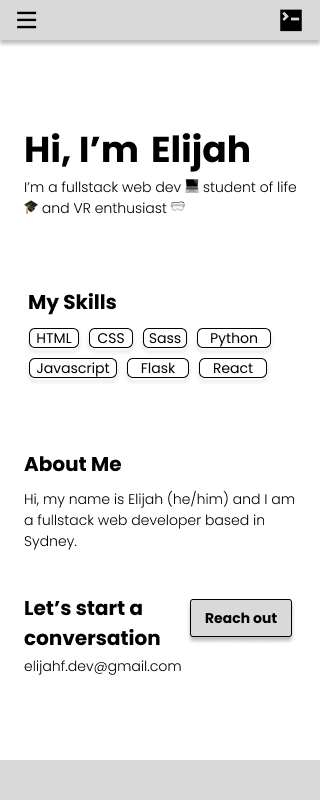 Hi, I’m Elijah
I’m a fullstack web dev 💻 student of life
🎓 and VR enthusiast 🥽
My Skills
HTML CSS Sass Python
Javascript Flask React
About Me
Hi, my name is Elijah (he/him) and I am
a fullstack web developer based in
Sydney.
Let’s start a
conversation
Reach out
elijahf.dev@gmail.com